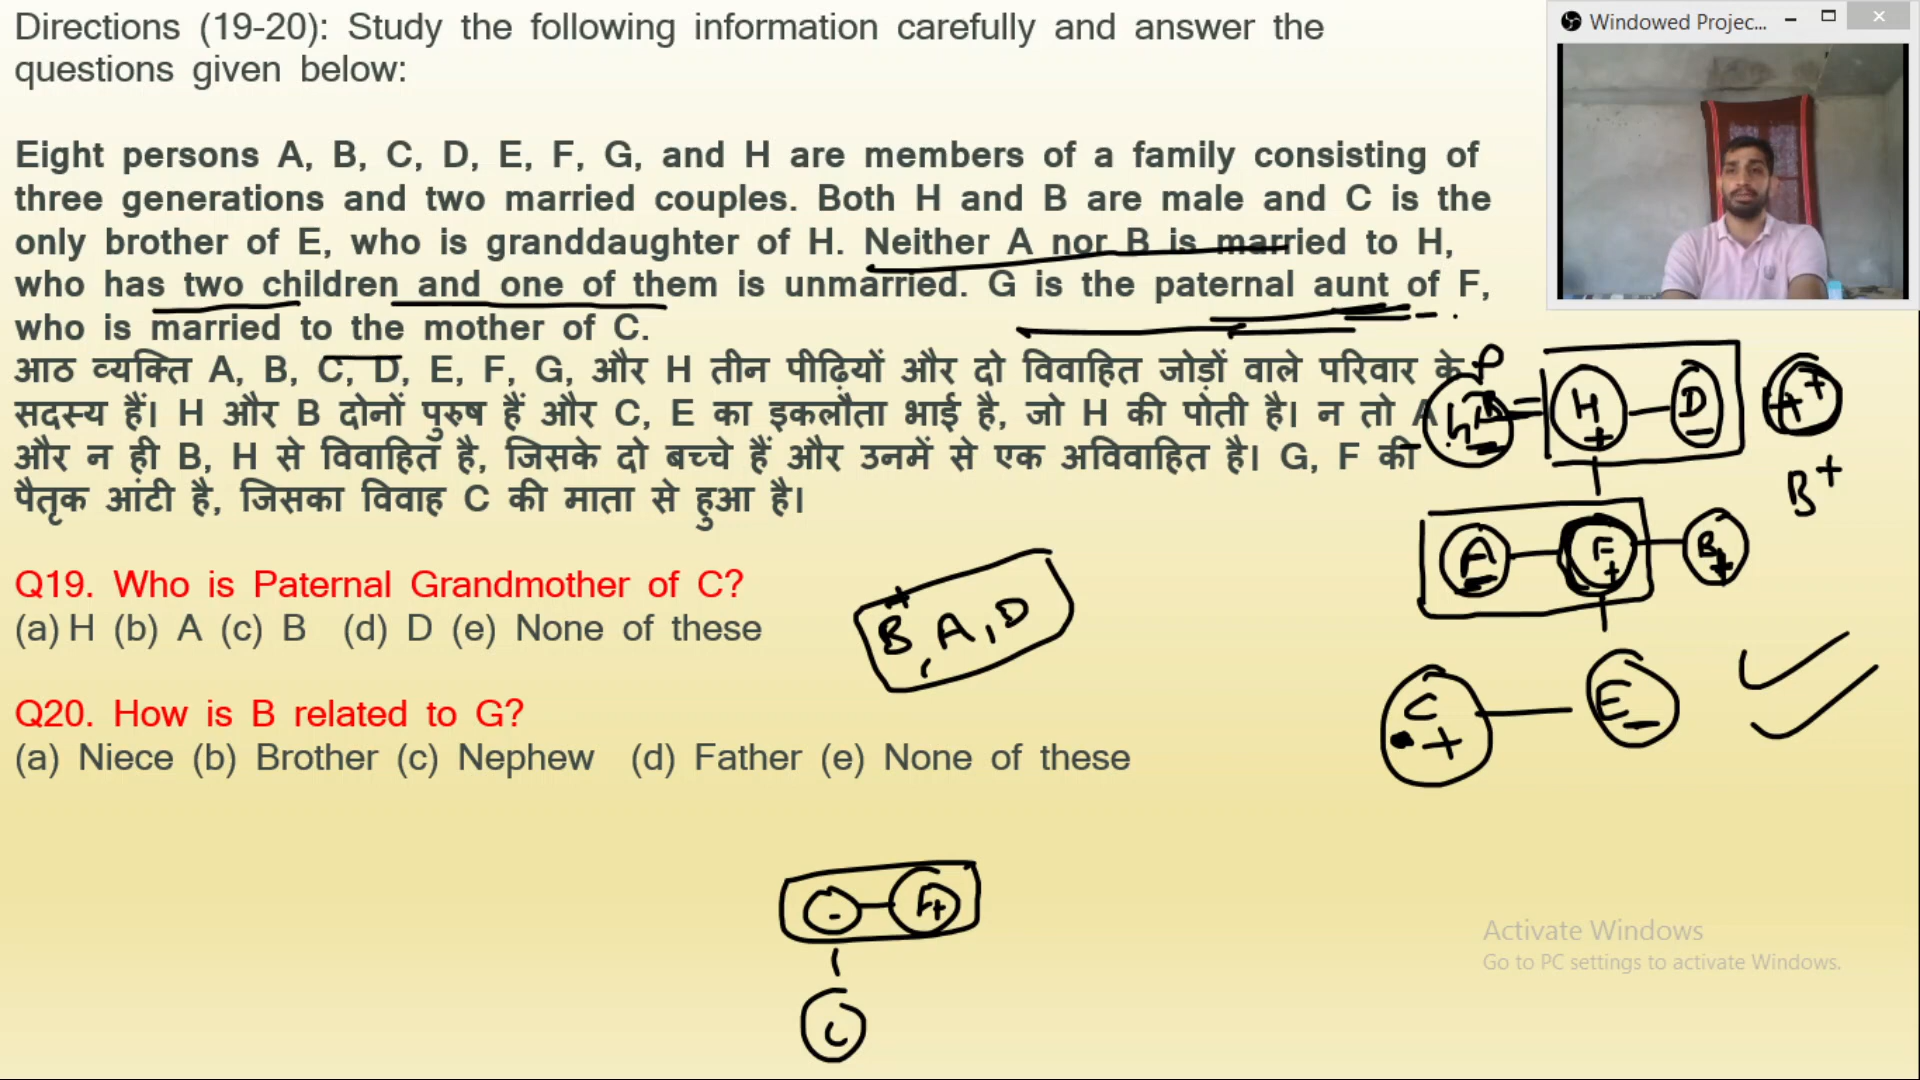 Directions (19-20): Study the following information carefully and answer the
questions given below:
Windowed Projec...
Eight persons A, B, C, D, E, F, G, and H are members of a family consisting of
three generations and two married couples. Both H and B are male and C is the
only brother of E, who is granddaughter of H. Neither A nor B is married to H,
who has two children and one of them is unmarried. G is the paternal aunt of F,
who is married to the mother of C.
आठ व्यक्ति A, B, C, D, E, F, G, और H तीन पीढ़ियों और दो विवाहित जोड़ों वाले परिवार के
सदस्य हैं। H और B दोनों पुरुष हैं और C, E का इकलौता भाई है, जो H की पोती है। न तो A
और न ही B, H से विवाहित है, जिसके दो बच्चे हैं और उनमें से एक अविवाहित है। G, F की
पैतृक आंटी है, जिसका विवाह C की माता से हुआ है।
H + D - A +
B +
A - F + B +
C + E -
Q19. Who is Paternal Grandmother of C?
(a) H (b) A (c) B (d) D (e) None of these
B, A, D
Q20. How is B related to G?
(a) Niece (b) Brother (c) Nephew (d) Father (e) None of these
- F+
C
Activate Windows
Go to PC settings to activate Windows.